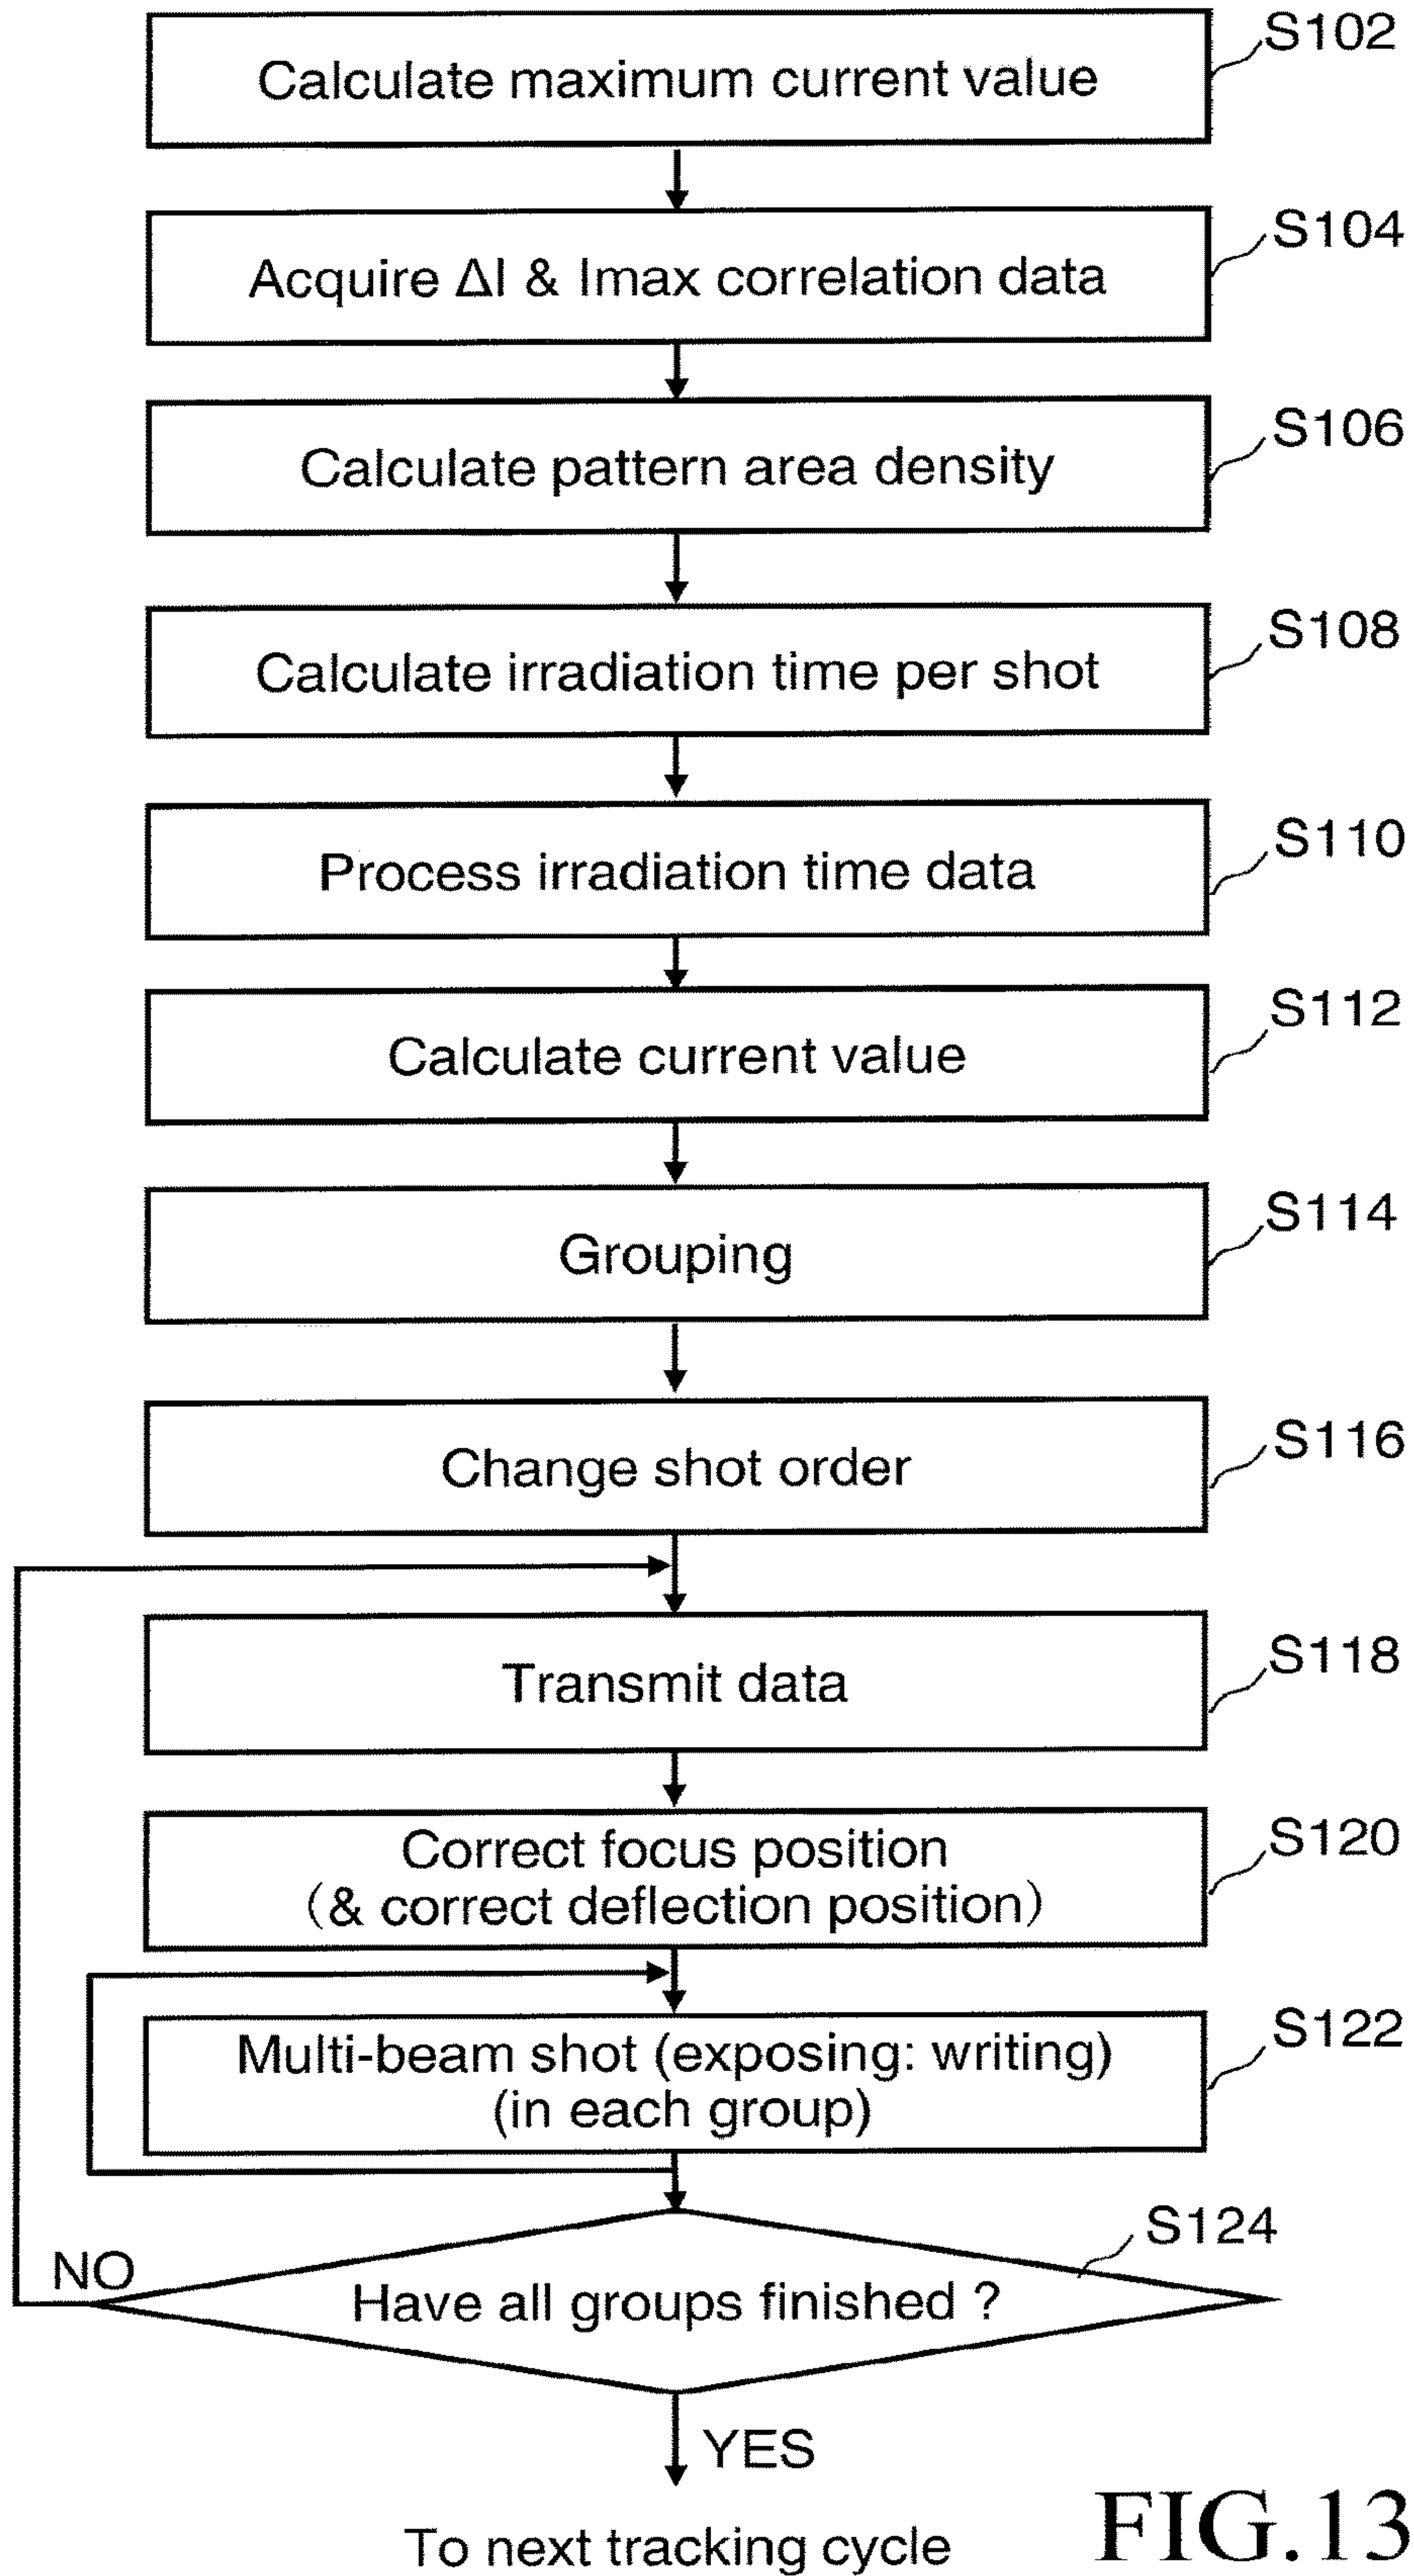 S102
Calculate maximum current value
S104
Acquire ΔI & Imax correlation data
S106
Calculate pattern area density
S108
Calculate irradiation time per shot
S110
Process irradiation time data
S112
Calculate current value
S114
Grouping
S116
Change shot order
S118
Transmit data
S120
Correct focus position
(& correct deflection position)
S122
Multi-beam shot (exposing: writing)
(in each group)
S124
NO
Have all groups finished ?
YES
To next tracking cycle
FIG.13